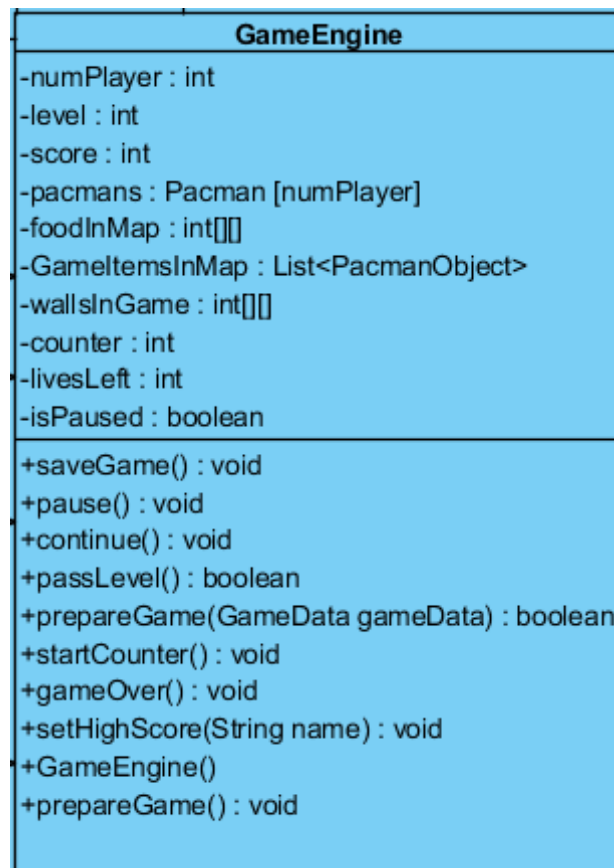 GameEngine
-numPlayer : int
-level : int
-score : int
-pacmans : Pacman [numPlayer]
-foodInMap : int[][]
-GameItemsInMap : List<PacmanObject>
-wallsInGame : int[][]
-counter : int
-livesLeft : int
-isPaused : boolean
+saveGame() : void
+pause() : void
+continue() : void
+passLevel() : boolean
+prepareGame(GameData gameData) : boolean
+startCounter() : void
+gameOver() : void
+setHighScore(String name) : void
+GameEngine()
+prepareGame() : void